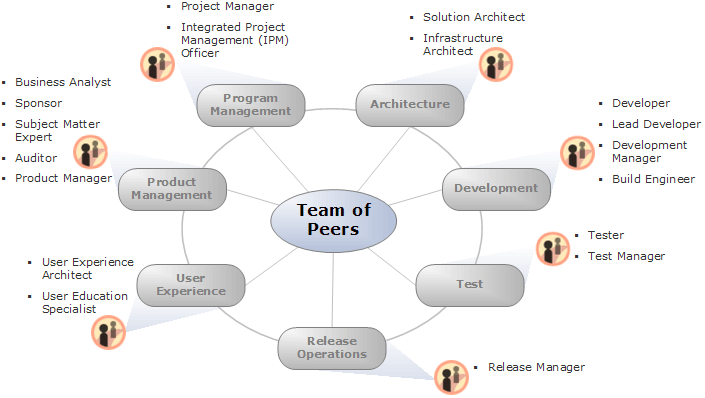 Project Manager
Integrated Project
Management (IPM)
Officer
Solution Architect
Infrastructure
Architect
Program
Management
Architecture
Business Analyst
Sponsor
Subject Matter
Expert
Auditor
Product Manager
Developer
Lead Developer
Development
Manager
Build Engineer
Product
Management
Development
Team of
Peers
Tester
Test Manager
User Experience
Architect
User Education
Specialist
User
Experience
Test
Release
Operations
Release Manager